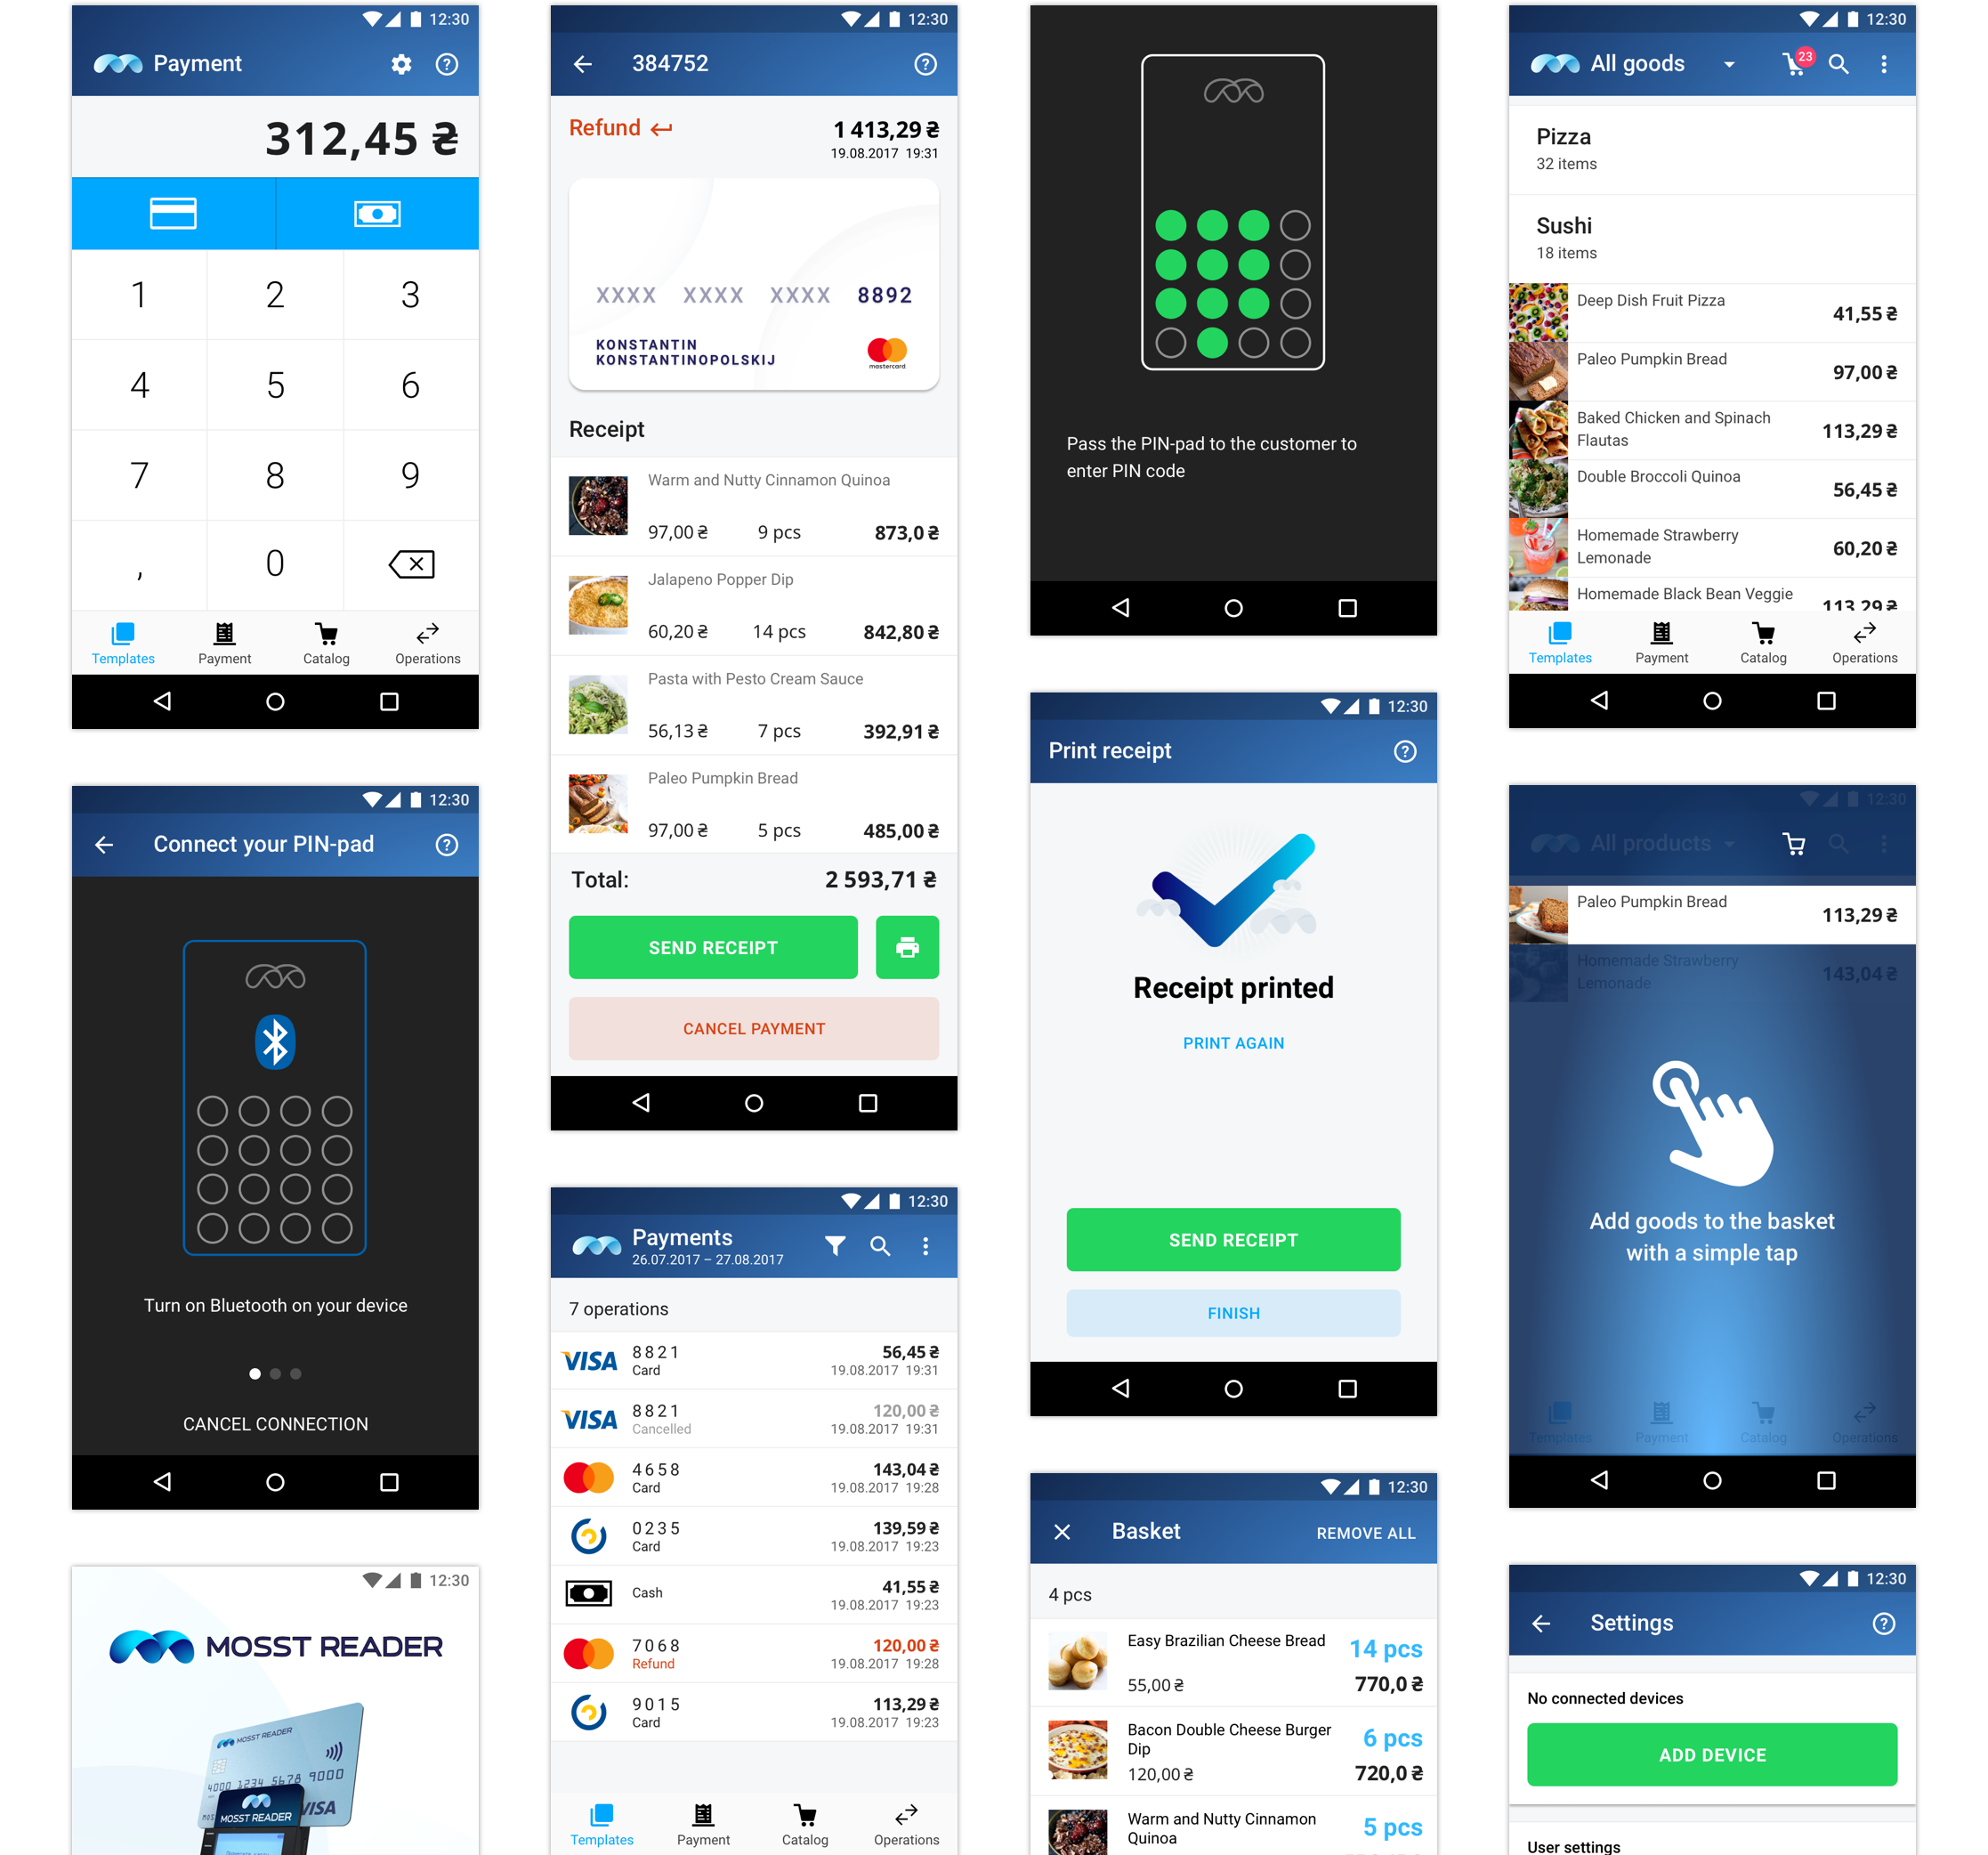 12:30
Payment
312,45 ₴
1
2
3
4
5
6
7
8
9
,
0
Templates
Payment
Catalog
Operations
12:30
Connect your PIN-pad
Turn on Bluetooth on your device
CANCEL CONNECTION
12:30
MOSST READER
MOSST READER
4000 1234 5678 9000
VISA
MOSST READER
12:30
384752
Refund
1 413,29 ₴
19.08.2017 19:31
XXXX XXXX XXXX 8892
KONSTANTIN
KONSTANTINOPOLSKIJ
mastercard
Receipt
Warm and Nutty Cinnamon Quinoa
97,00 ₴ 9 pcs 873,0 ₴
Jalapeno Popper Dip
60,20 ₴ 14 pcs 842,80 ₴
Pasta with Pesto Cream Sauce
56,13 ₴ 7 pcs 392,91 ₴
Paleo Pumpkin Bread
97,00 ₴ 5 pcs 485,00 ₴
Total: 2 593,71 ₴
SEND RECEIPT
CANCEL PAYMENT
12:30
Payments
26.07.2017 – 27.08.2017
7 operations
VISA 8821 56,45 ₴
Card 19.08.2017 19:31
VISA 8821 120,00 ₴
Cancelled 19.08.2017 19:31
4658 143,04 ₴
Card 19.08.2017 19:28
0235 139,59 ₴
Card 19.08.2017 19:23
Cash 41,55 ₴
19.08.2017 19:23
7068 120,00 ₴
Refund 19.08.2017 19:28
9015 113,29 ₴
Card 19.08.2017 19:23
Templates
Payment
Catalog
Operations
Pass the PIN-pad to the customer to
enter PIN code
12:30
Print receipt
Receipt printed
PRINT AGAIN
SEND RECEIPT
FINISH
12:30
Basket
REMOVE ALL
4 pcs
Easy Brazilian Cheese Bread 14 pcs
55,00 ₴ 770,0 ₴
Bacon Double Cheese Burger
Dip 6 pcs
120,00 ₴ 720,0 ₴
Warm and Nutty Cinnamon
Quinoa 5 pcs
12:30
All goods
23
Pizza
32 items
Sushi
18 items
Deep Dish Fruit Pizza
41,55 ₴
Paleo Pumpkin Bread
97,00 ₴
Baked Chicken and Spinach
Flautas
113,29 ₴
Double Broccoli Quinoa
56,45 ₴
Homemade Strawberry
Lemonade
60,20 ₴
Homemade Black Bean Veggie
113,29 ₴
Templates
Payment
Catalog
Operations
12:30
All products
Paleo Pumpkin Bread
113,29 ₴
Homemade Strawberry
Lemonade
143,04 ₴
Add goods to the basket
with a simple tap
Templates
Payment
Catalog
Operations
12:30
Settings
No connected devices
ADD DEVICE
User settings